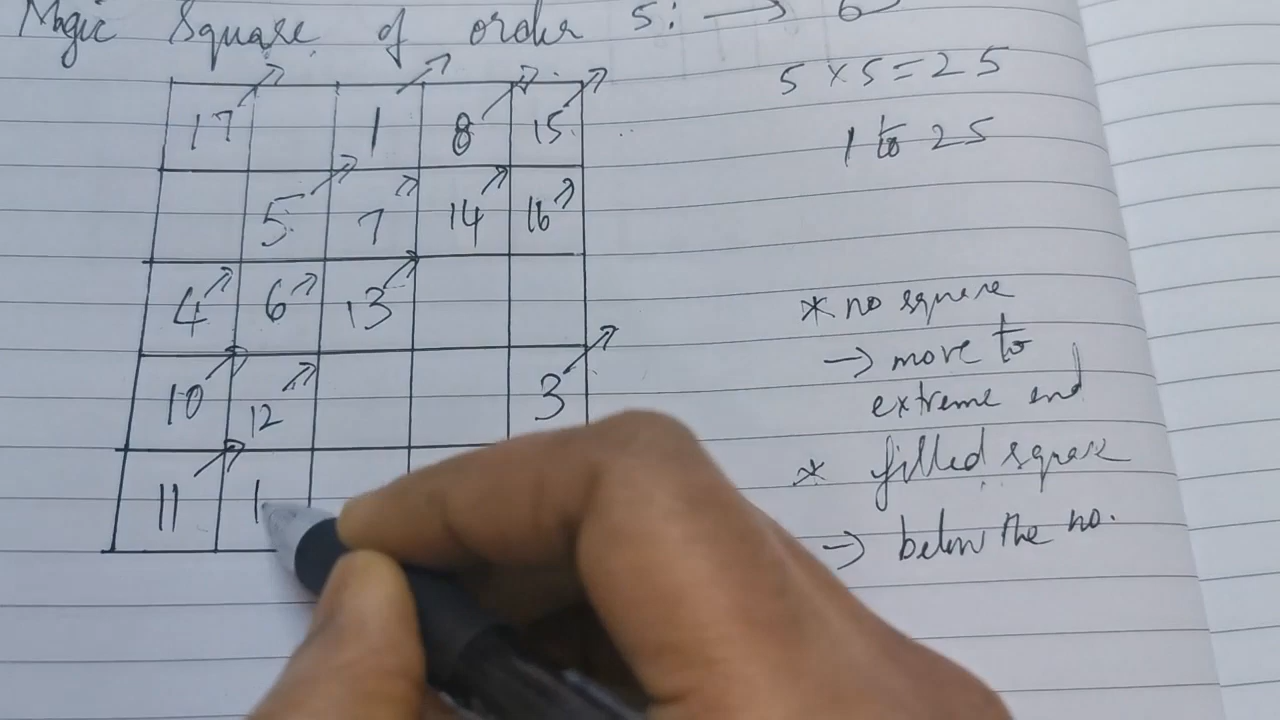 Magic Square of order 5: →
5 × 5 = 25
1 to 25
17 1 8 15
5 7 14 16
4 6 13
10 12 3
11 1
* no square
→ move to
extreme end
* filled square
→ below the no.